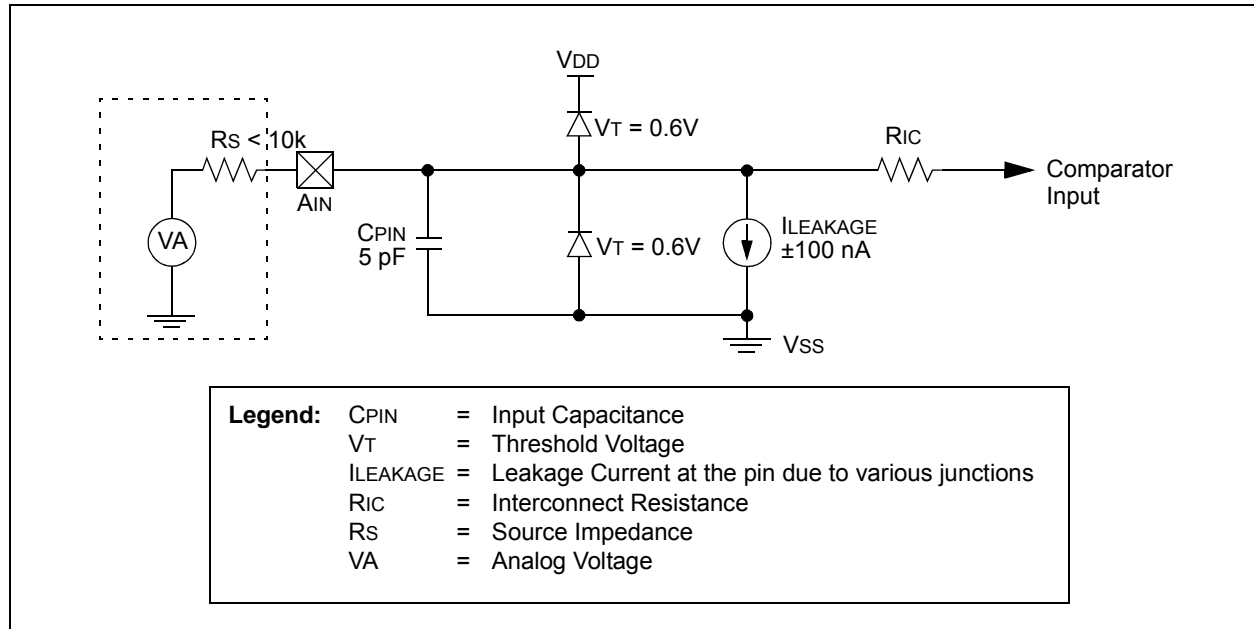 VDD
VT = 0.6V
RS < 10k
RIC
AIN
Comparator
Input
CPIN
5 pF
VA
VT = 0.6V
ILEAKAGE
±100 nA
VSS
Legend: CPIN = Input Capacitance
VT = Threshold Voltage
ILEAKAGE = Leakage Current at the pin due to various junctions
RIC = Interconnect Resistance
RS = Source Impedance
VA = Analog Voltage